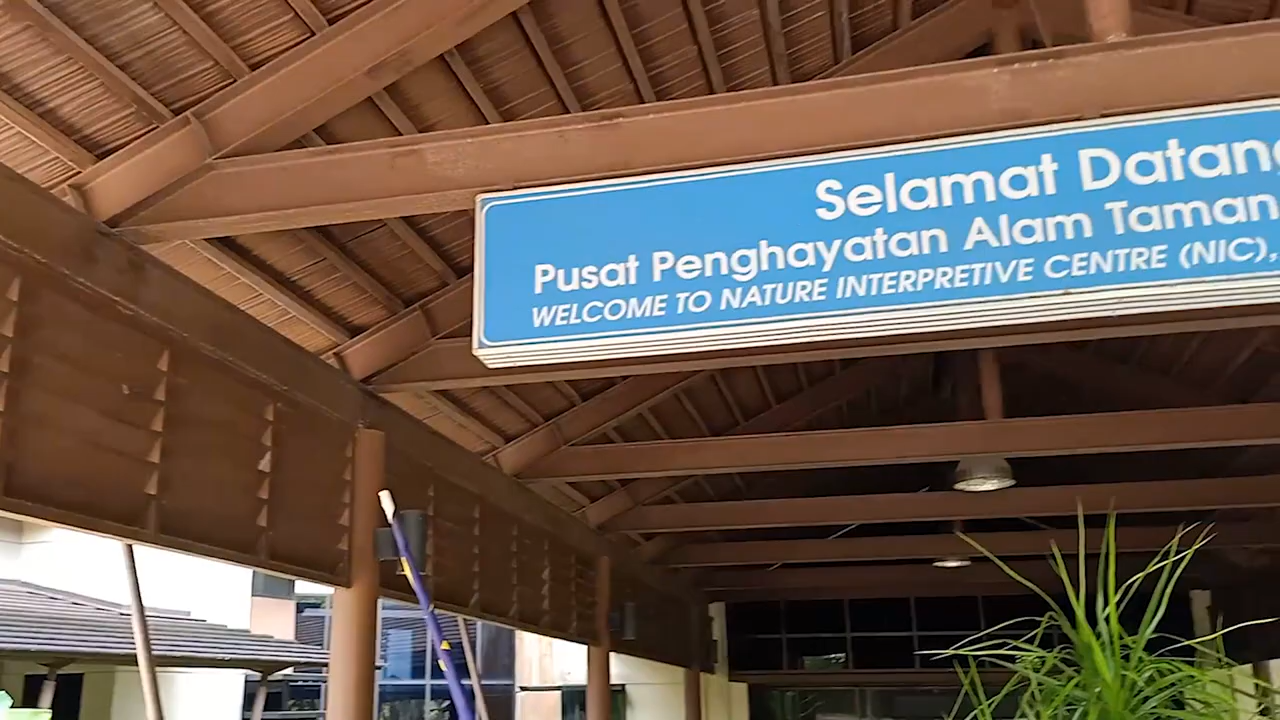 Selamat Datang
Pusat Penghayatan Alam Taman
WELCOME TO NATURE INTERPRETIVE CENTRE (NIC),